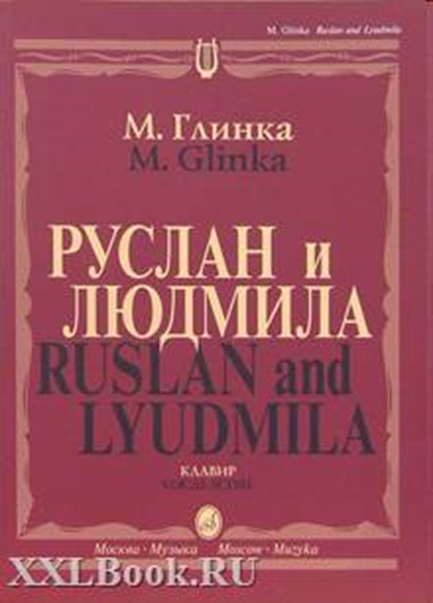 M. Glinka Ruslan and Lyudmila
М. Глинка
M. Glinka
РУСЛАН и
ЛЮДМИЛА
RUSLAN and
LYUDMILA
КЛАВИР
VOCAL SCORE
Москва · Музыка Moscow · Muzyka
XXLBook.RU